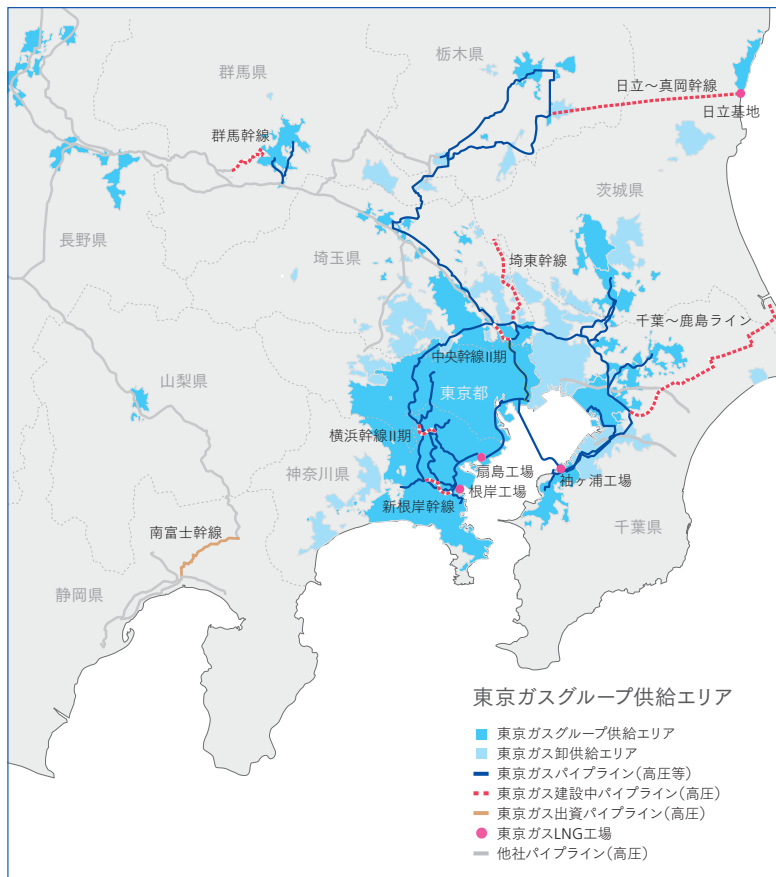 栃木県
群馬県
日立～真岡幹線
日立基地
群馬幹線
茨城県
長野県
埼玉県
埼東幹線
千葉～鹿島ライン
中央幹線II期
山梨県
東京都
横浜幹線II期
神奈川県
扇島工場
袖ヶ浦工場
根岸工場
新根岸幹線
南富士幹線
千葉県
静岡県
東京ガスグループ供給エリア
東京ガスグループ供給エリア
東京ガス卸供給エリア
東京ガスパイプライン(高圧等)
東京ガス建設中パイプライン(高圧)
東京ガス出資パイプライン(高圧)
東京ガスLNG工場
他社パイプライン(高圧)